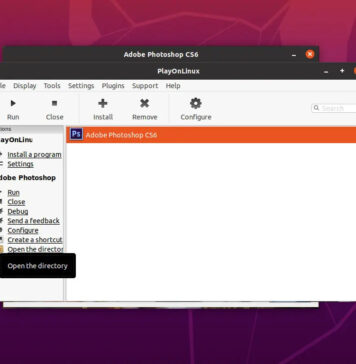 Adobe Photoshop CS6
PlayOnLinux
le Display Tools Settings Plugins Support Help
Run Close Install Remove Configure Search
ions
ayOnLinu
Install a program
Settings
dobe Photoshop
Run
Close
Debug
Send a feedback
Configure
Create a shortcut
Open the director
Open the directory
Ps Adobe Photoshop CS6